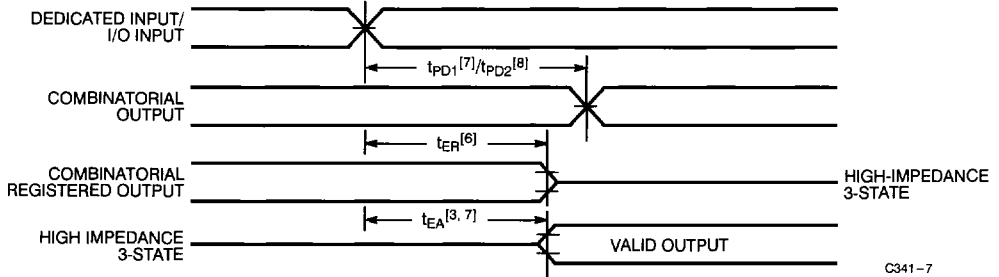 DEDICATED INPUT/
I/O INPUT
tPD1[7]/tPD2[8]
COMBINATORIAL
OUTPUT
tER[6]
COMBINATORIAL
REGISTERED OUTPUT
HIGH-IMPEDANCE
3-STATE
tEA[3, 7]
HIGH IMPEDANCE
3-STATE
VALID OUTPUT
C341-7